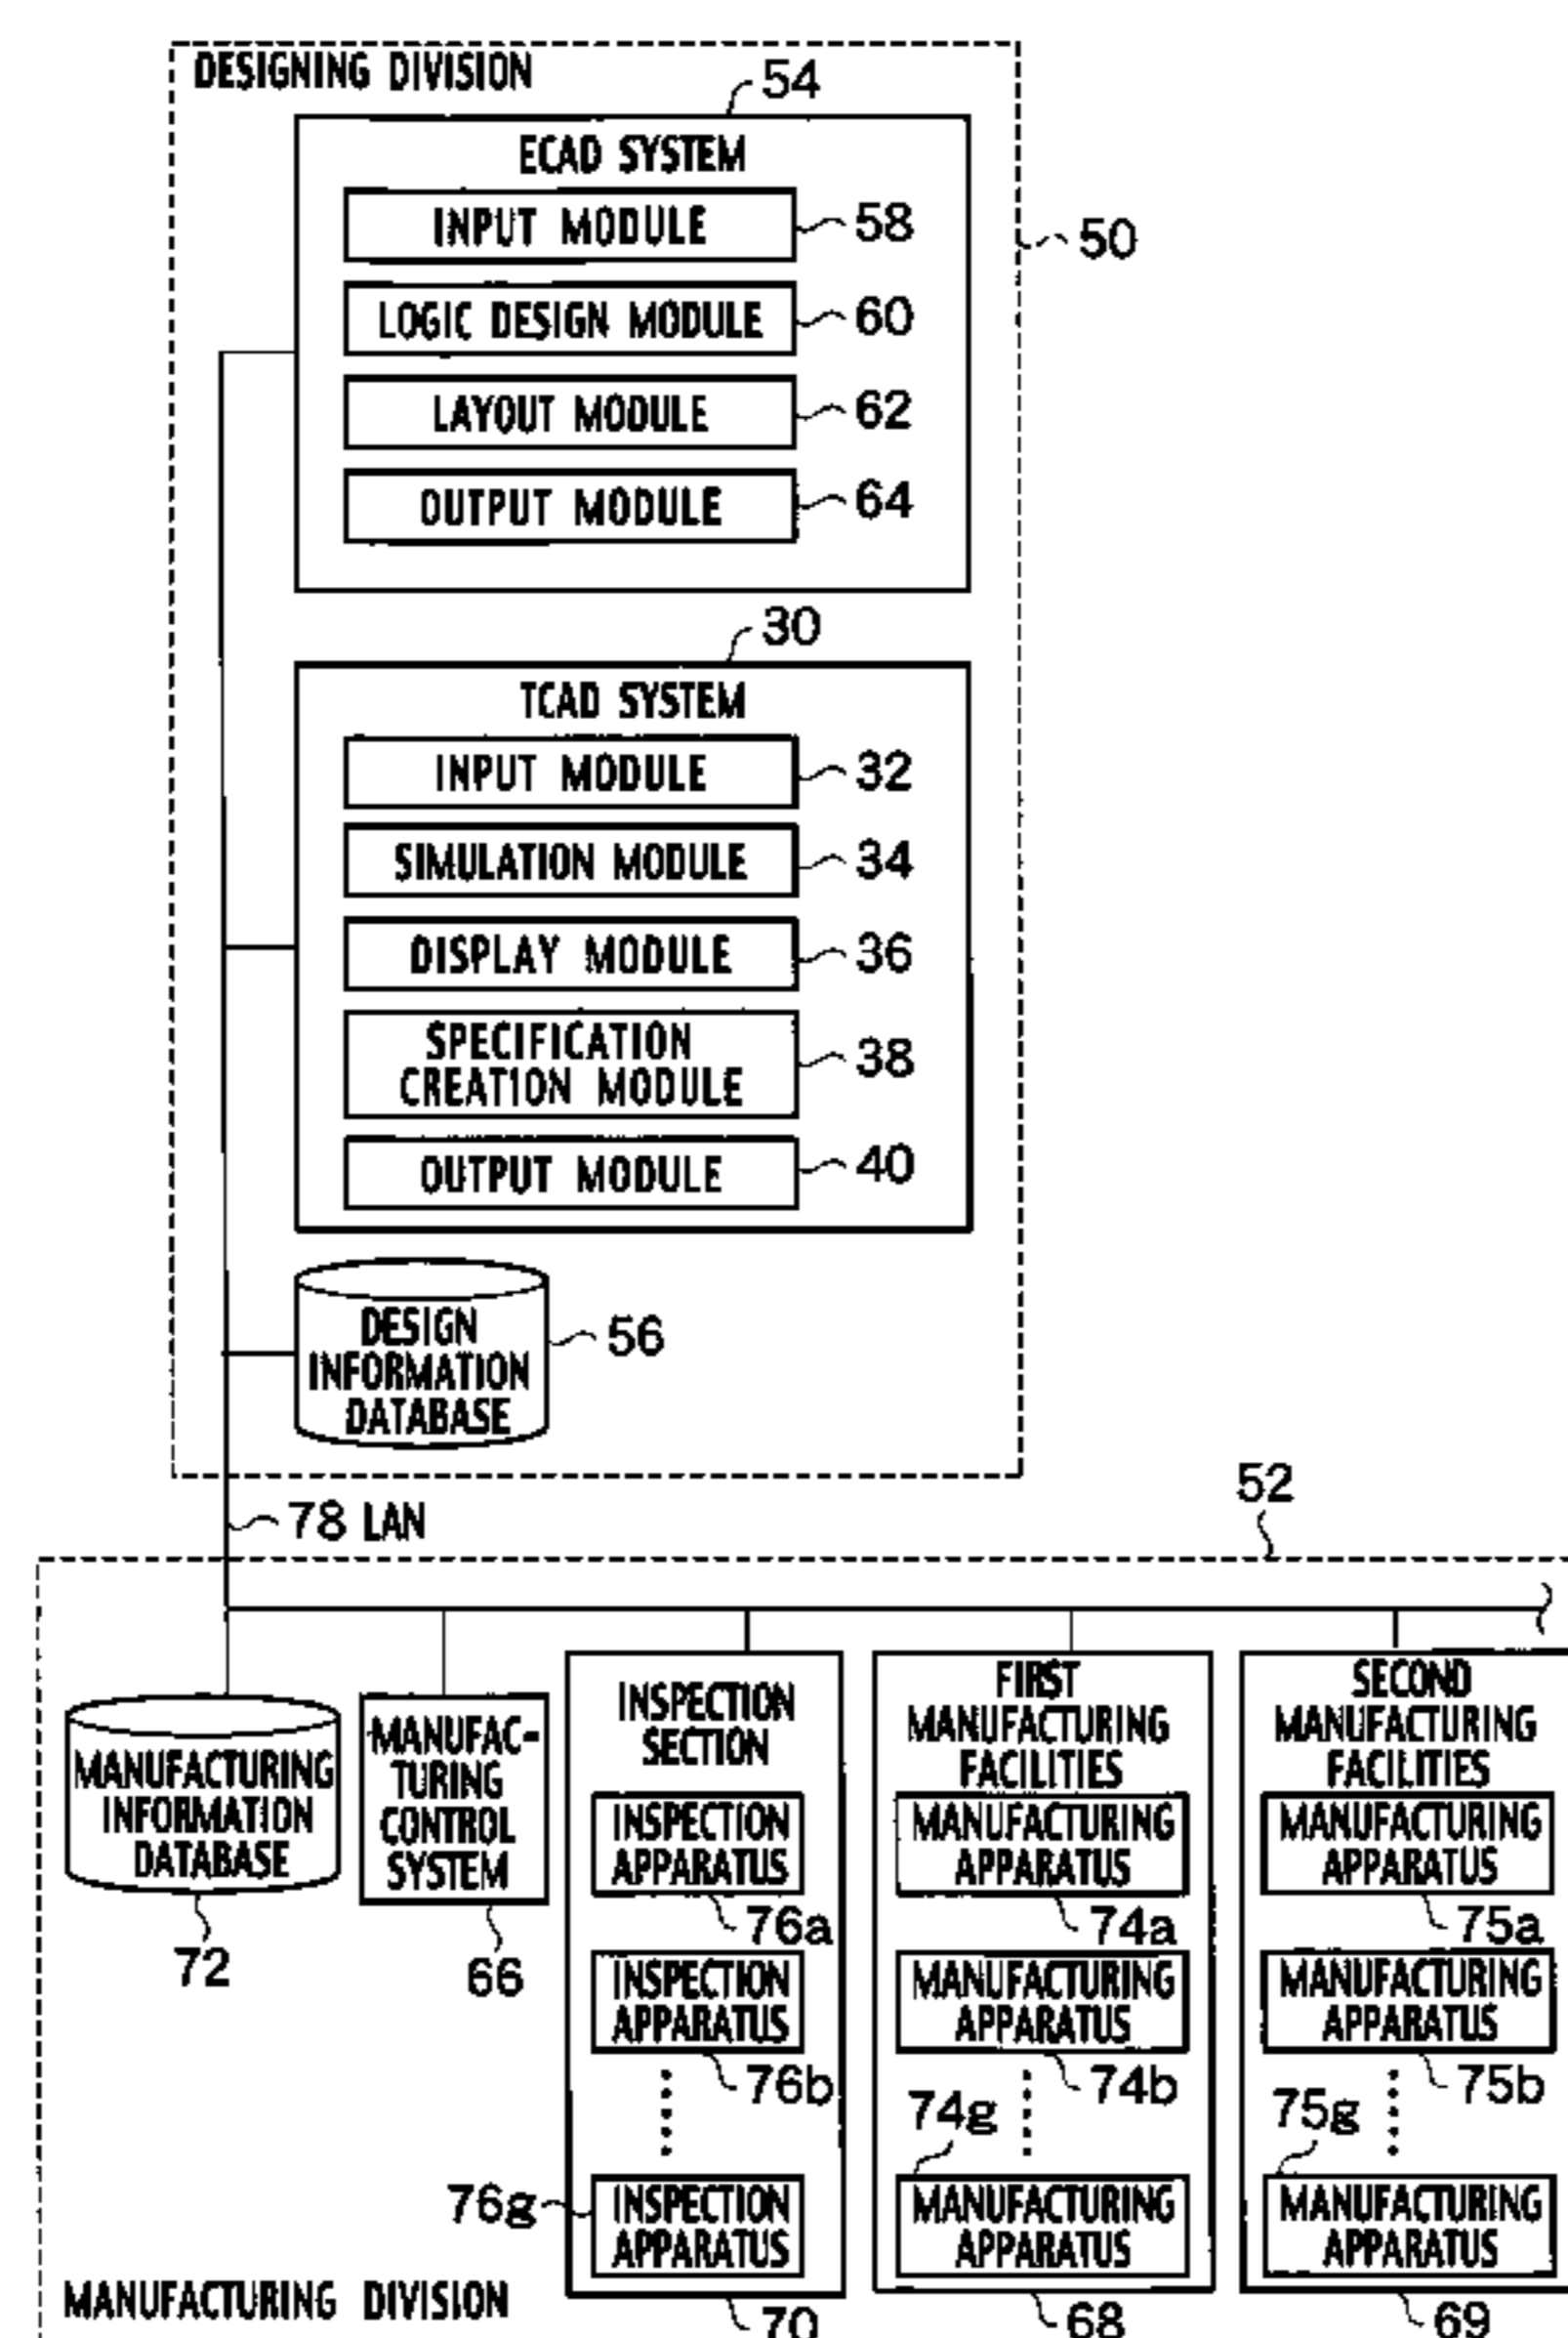 DESIGNING DIVISION
54
ECAD SYSTEM
INPUT MODULE
58
50
LOGIC DESIGN MODULE
60
LAYOUT MODULE
62
OUTPUT MODULE
64
30
TCAD SYSTEM
INPUT MODULE
32
SIMULATION MODULE
34
DISPLAY MODULE
36
SPECIFICATION
CREATION MODULE
38
OUTPUT MODULE
40
DESIGN
INFORMATION
DATABASE
56
78 LAN
52
MANUFACTURING
INFORMATION
DATABASE
72
MANUFAC-
TURING
CONTROL
SYSTEM
66
INSPECTION
SECTION
INSPECTION
APPARATUS
76a
INSPECTION
APPARATUS
76b
76g
INSPECTION
APPARATUS
70
FIRST
MANUFACTURING
FACILITIES
MANUFACTURING
APPARATUS
74a
MANUFACTURING
APPARATUS
74b
74g
MANUFACTURING
APPARATUS
68
SECOND
MANUFACTURING
FACILITIES
MANUFACTURING
APPARATUS
75a
MANUFACTURING
APPARATUS
75b
75g
MANUFACTURING
APPARATUS
69
MANUFACTURING DIVISION